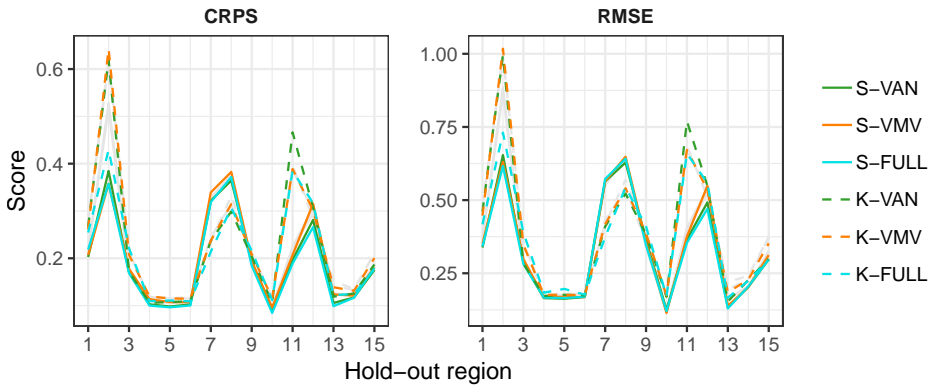 CRPS
RMSE
Score
0.6
0.4
0.2
1.00
0.75
0.50
0.25
S−VAN
S−VMV
S−FULL
K−VAN
K−VMV
K−FULL
1 3 5 7 9 11 13 15
1 3 5 7 9 11 13 15
Hold−out region